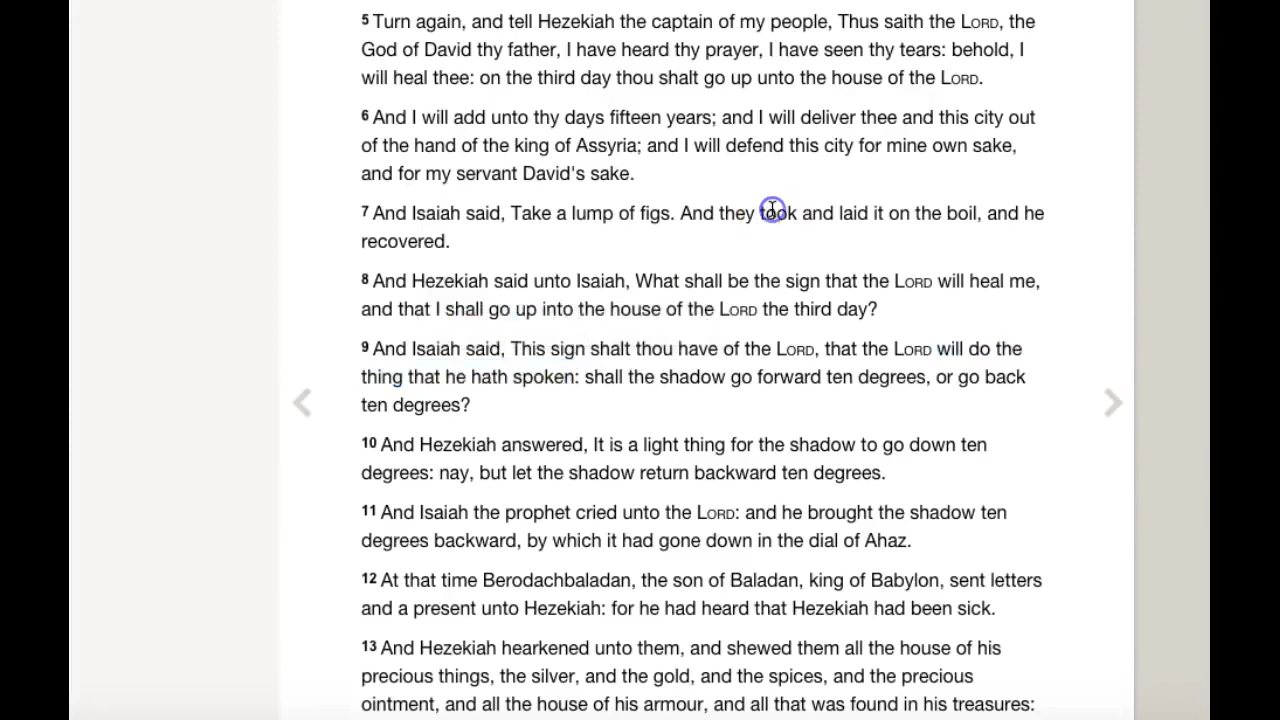 5 Turn again, and tell Hezekiah the captain of my people, Thus saith the LORD, the
God of David thy father, I have heard thy prayer, I have seen thy tears: behold, I
will heal thee: on the third day thou shalt go up unto the house of the LORD.
6 And I will add unto thy days fifteen years; and I will deliver thee and this city out
of the hand of the king of Assyria; and I will defend this city for mine own sake,
and for my servant David's sake.
7 And Isaiah said, Take a lump of figs. And they took and laid it on the boil, and he
recovered.
8 And Hezekiah said unto Isaiah, What shall be the sign that the LORD will heal me,
and that I shall go up into the house of the LORD the third day?
9 And Isaiah said, This sign shalt thou have of the LORD, that the LORD will do the
thing that he hath spoken: shall the shadow go forward ten degrees, or go back
ten degrees?
10 And Hezekiah answered, It is a light thing for the shadow to go down ten
degrees: nay, but let the shadow return backward ten degrees.
11 And Isaiah the prophet cried unto the LORD: and he brought the shadow ten
degrees backward, by which it had gone down in the dial of Ahaz.
12 At that time Berodachbaladan, the son of Baladan, king of Babylon, sent letters
and a present unto Hezekiah: for he had heard that Hezekiah had been sick.
13 And Hezekiah hearkened unto them, and shewed them all the house of his
precious things, the silver, and the gold, and the spices, and the precious
ointment, and all the house of his armour, and all that was found in his treasures: